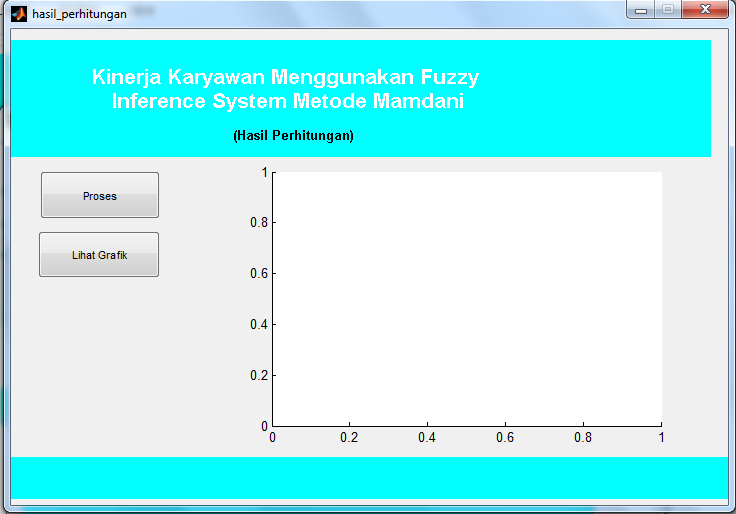 hasil_perhitungan
Kinerja Karyawan Menggunakan Fuzzy
Inference System Metode Mamdani
(Hasil Perhitungan)
Proses
Lihat Grafik
1
0.8
0.6
0.4
0.2
0
0 0.2 0.4 0.6 0.8 1